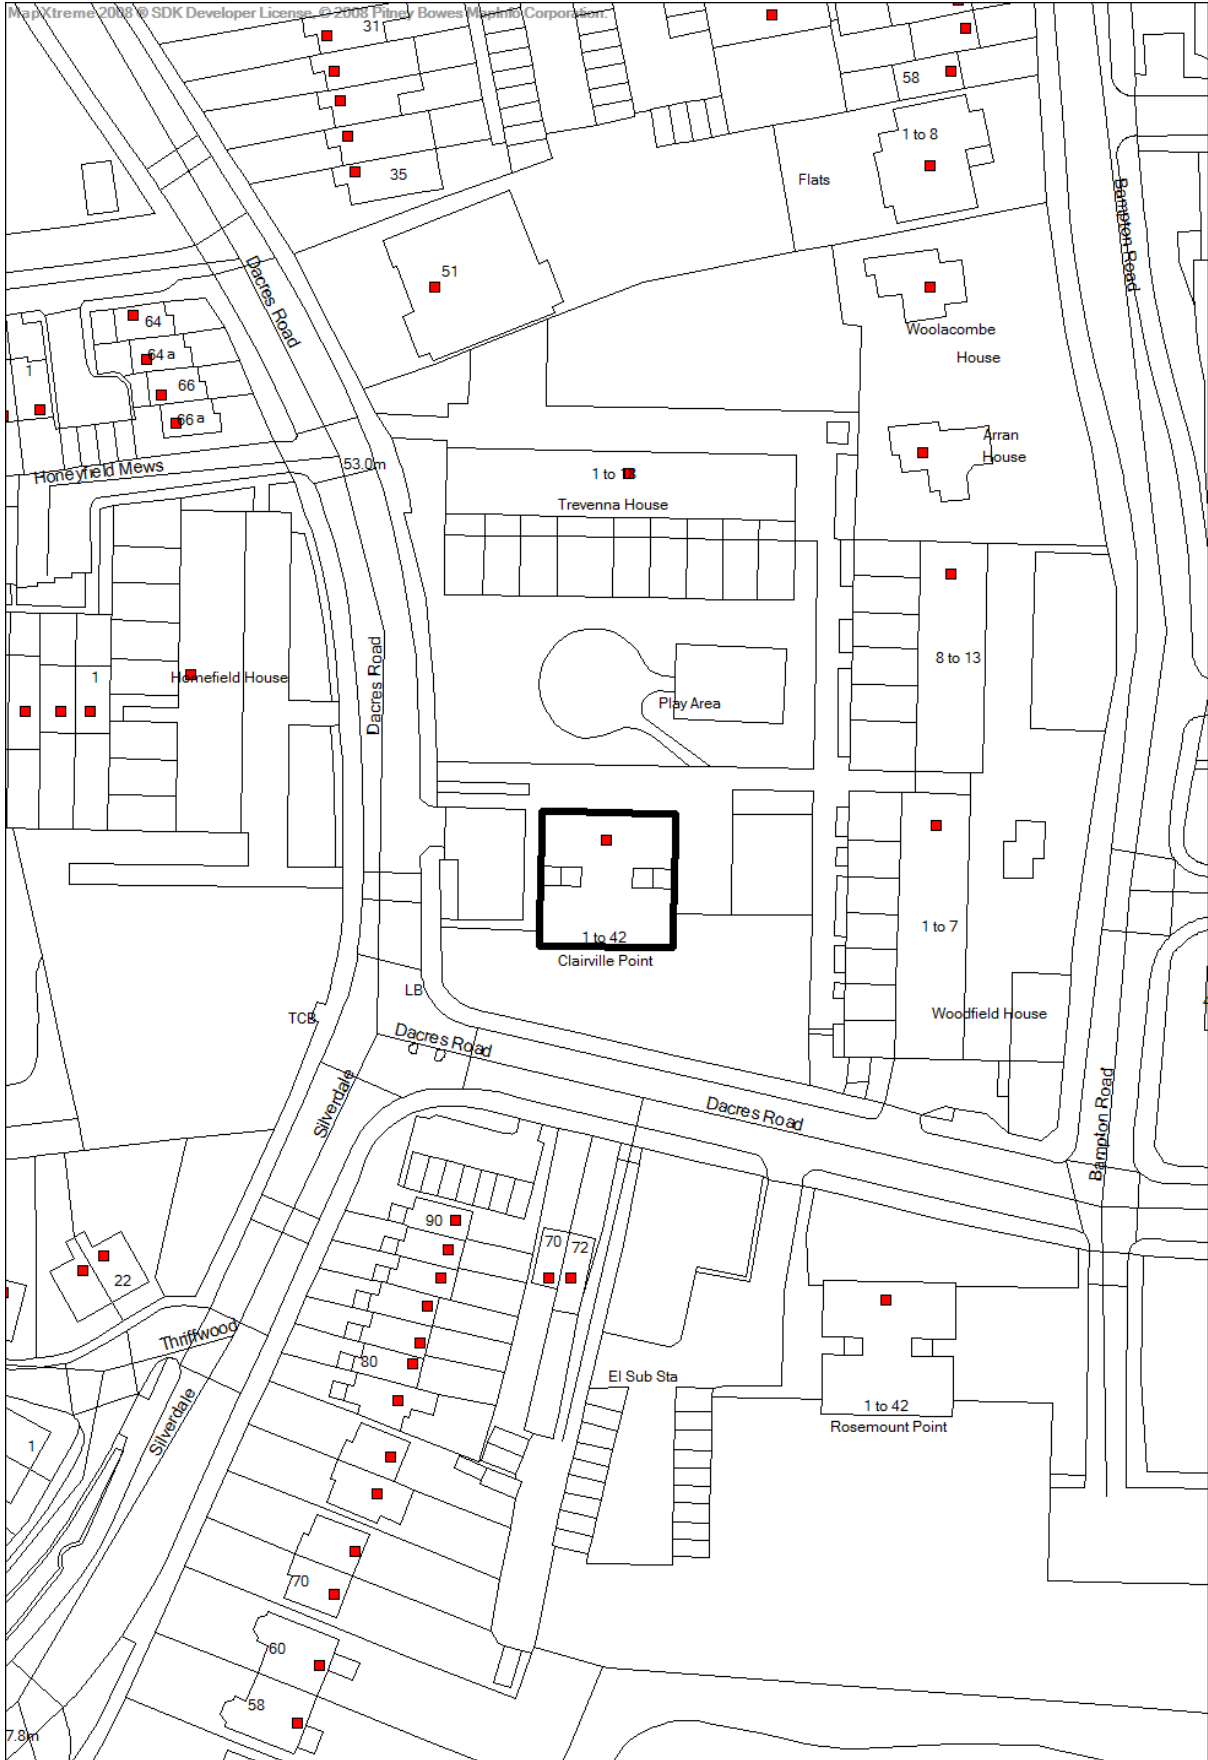 MapXtreme 2008 ® SDK Developer License. © 2008 Pitney Bowes MapInfo Corporation.
31
58
1 to 8
35
Flats
Bampton Road
Dacres Road
51
64
Woolacombe
House
64 a
1
66
66 a
Arran
House
Honeyfield Mews
53.0m
1 to
Trevenna House
Dacres Road
8 to 13
1
Homefield House
Play Area
1 to 42
Clairville Point
1 to 7
LB
TCB
Woodfield House
Dacres Road
Silverdale
Dacres Road
Bampton Road
90
70
72
22
Thriffwood
80
El Sub Sta
1 to 42
Rosemount Point
Silverdale
1
70
60
58
7.8m